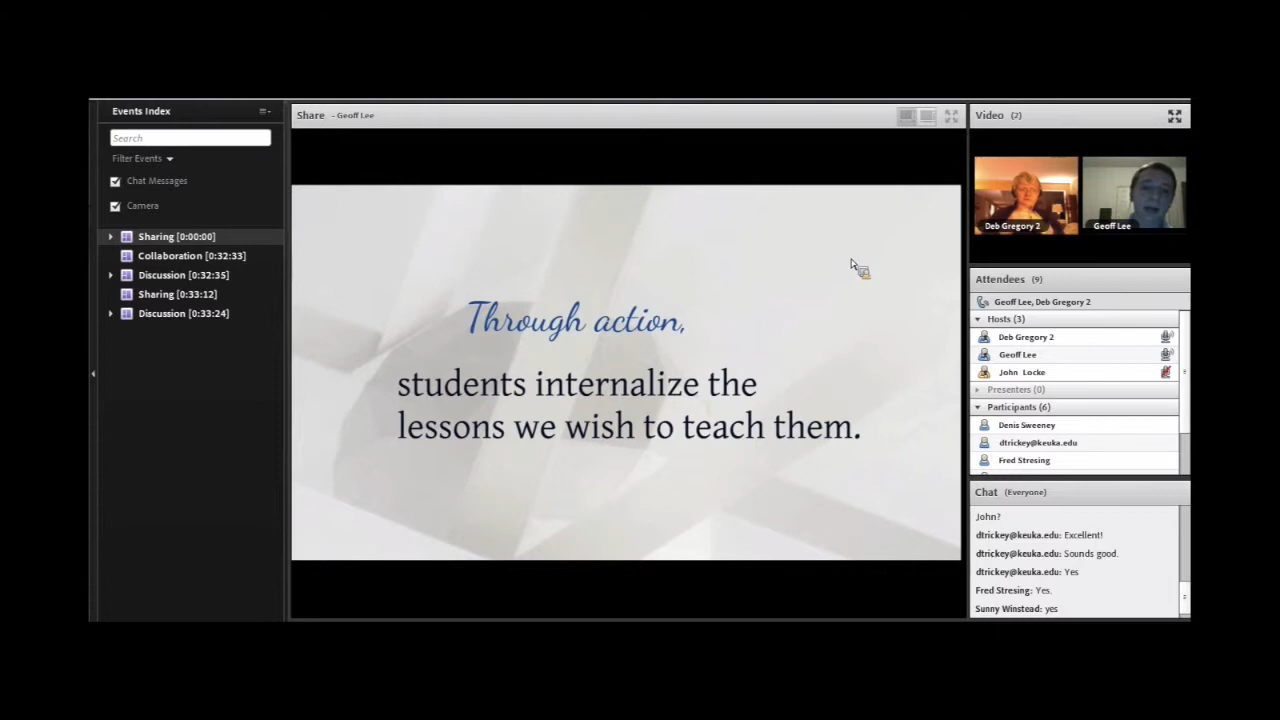 Events Index
Search
Filter Events
Chat Messages
Camera
Sharing [0:00:00]
Collaboration [0:32:33]
Discussion [0:32:35]
Sharing [0:33:12]
Discussion [0:33:24]
Share - Geoff Lee
Through action,
students internalize the
lessons we wish to teach them.
Video (2)
Deb Gregory 2
Geoff Lee
Attendees (9)
Geoff Lee, Deb Gregory 2
Hosts (3)
Deb Gregory 2
Geoff Lee
John Locke
Presenters (0)
Participants (6)
Denis Sweeney
dtrickey@keuka.edu
Fred Stresing
Chat (Everyone)
John?
dtrickey@keuka.edu: Excellent!
dtrickey@keuka.edu: Sounds good.
dtrickey@keuka.edu: Yes
Fred Stresing: Yes.
Sunny Winstead: yes